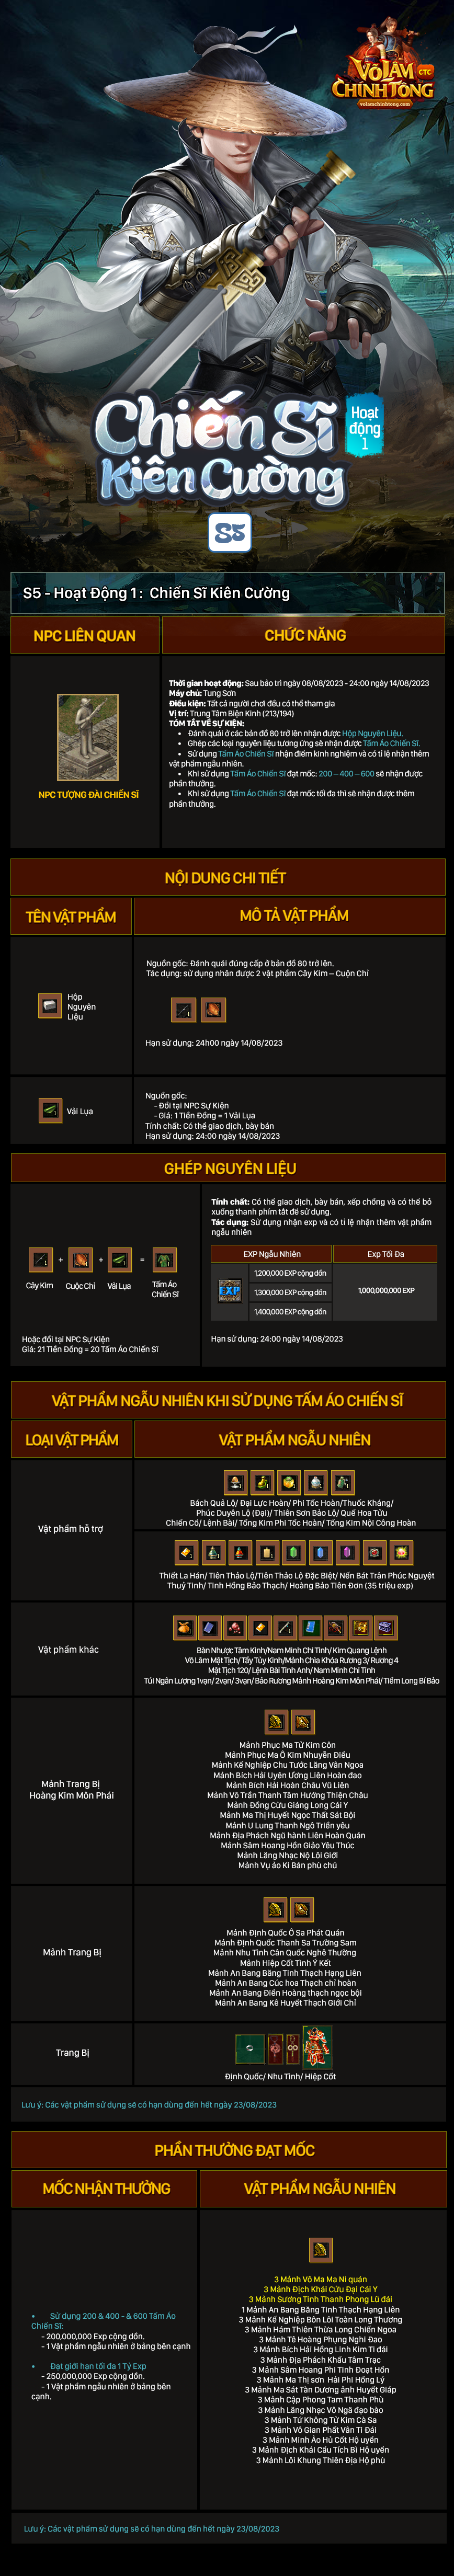 VÕ LÂM
CTC
CHÍNH TÔNG
volamchinhtong.com
Chiến Sĩ
Kiên Cường
Hoạt
động
1
S5
S5 - Hoạt Động 1 : Chiến Sĩ Kiên Cường
NPC LIÊN QUAN
CHỨC NĂNG
NPC TƯỢNG ĐÀI CHIẾN SĨ
Thời gian hoạt động: Sau bảo trì ngày 08/08/2023 - 24:00 ngày 14/08/2023
Máy chủ: Tung Sơn
Điều kiện: Tất cả người chơi đều có thể tham gia
Vị trí: Trung Tâm Biện Kinh (213/194)
TÓM TẮT VỀ SỰ KIỆN:
• Đánh quái ở các bản đồ 80 trở lên nhận được Hộp Nguyên Liệu.
• Ghép các loại nguyên liệu tương ứng sẽ nhận được Tấm Áo Chiến Sĩ.
• Sử dụng Tấm Áo Chiến Sĩ nhận điểm kinh nghiệm và có tỉ lệ nhận thêm
vật phẩm ngẫu nhiên.
• Khi sử dụng Tấm Áo Chiến Sĩ đạt mốc: 200 – 400 – 600 sẽ nhận được
phần thưởng.
• Khi sử dụng Tấm Áo Chiến Sĩ đạt mốc tối đa thì sẽ nhận được thêm
phần thưởng.
NỘI DUNG CHI TIẾT
TÊN VẬT PHẨM
MÔ TẢ VẬT PHẨM
Hộp
Nguyên
Liệu
Nguồn gốc: Đánh quái đúng cấp ở bản đồ 80 trở lên.
Tác dụng: sử dụng nhân được 2 vật phẩm Cây Kim – Cuộn Chỉ
Hạn sử dụng: 24h00 ngày 14/08/2023
Vải Lụa
Nguồn gốc:
- Đổi tại NPC Sự Kiện
- Giá: 1 Tiền Đồng = 1 Vải Lụa
Tính chất: Có thể giao dịch, bày bán
Hạn sử dụng: 24:00 ngày 14/08/2023
GHÉP NGUYÊN LIỆU
+ + =
Cây Kim Cuộc Chỉ Vải Lụa Tấm Áo
Chiến Sĩ
Hoặc đổi tại NPC Sự Kiện
Giá: 21 Tiền Đồng = 20 Tấm Áo Chiến Sĩ
Tính chất: Có thể giao dịch, bày bán, xếp chồng và có thể bỏ
xuống thanh phím tắt để sử dụng.
Tác dụng: Sử dụng nhận exp và có tỉ lệ nhận thêm vật phẩm
ngẫu nhiên
EXP Ngẫu Nhiên
Exp Tối Đa
EXP
1,200,000 EXP cộng dồn
1,300,000 EXP cộng dồn
1,400,000 EXP cộng dồn
1,000,000,000 EXP
Hạn sử dụng: 24:00 ngày 14/08/2023
VẬT PHẨM NGẪU NHIÊN KHI SỬ DỤNG TẤM ÁO CHIẾN SĨ
LOẠI VẬT PHẨM
VẬT PHẨM NGẪU NHIÊN
Vật phẩm hỗ trợ
Bách Quả Lộ/ Đại Lực Hoàn/ Phi Tốc Hoàn/Thuốc Kháng/
Phúc Duyên Lộ (Đại)/ Thiên Sơn Bảo Lộ/ Quế Hoa Tửu
Chiến Cổ/ Lệnh Bài/ Tống Kim Phi Tốc Hoàn/ Tống Kim Nội Công Hoàn
Thiết La Hán/ Tiên Thảo Lộ/Tiên Thảo Lộ Đặc Biệt/ Nến Bát Trân Phúc Nguyệt
Thuỷ Tinh/ Tinh Hồng Bảo Thạch/ Hoàng Bảo Tiên Đơn (35 triệu exp)
Vật phẩm khác
Bàn Nhược Tâm Kinh/Nam Minh Chi Tinh/ Kim Quang Lệnh
Võ Lâm Mật Tịch/ Tẩy Tủy Kinh/Mảnh Chìa Khóa Rương 3/ Rương 4
Mật Tịch 120/ Lệnh Bài Tinh Anh/ Nam Minh Chi Tinh
Túi Ngân Lượng 1vạn/ 2vạn/ 3vạn/ Bảo Rương Mảnh Hoàng Kim Môn Phái/ Tiềm Long Bí Bảo
Mảnh Trang Bị
Hoàng Kim Môn Phái
Mảnh Phục Ma Tử Kim Côn
Mảnh Phục Ma Ô Kim Nhuyễn Điều
Mảnh Kế Nghiệp Chu Tước Lăng Vân Ngoa
Mảnh Bích Hải Uyên Ương Liên Hoàn đao
Mảnh Bích Hải Hoàn Châu Vũ Liên
Mảnh Vô Trần Thanh Tâm Hướng Thiện Châu
Mảnh Đồng Cừu Giáng Long Cái Y
Mảnh Ma Thị Huyết Ngọc Thất Sát Bội
Mảnh U Lung Thanh Ngô Triền yêu
Mảnh Địa Phách Ngũ hành Liên Hoàn Quán
Mảnh Sâm Hoang Hồn Giảo Yêu Thúc
Mảnh Lăng Nhạc Nộ Lôi Giới
Mảnh Vụ ảo Ki Bán phù chú
Mảnh Trang Bị
Mảnh Định Quốc Ô Sa Phát Quán
Mảnh Định Quốc Thanh Sa Trường Sam
Mảnh Nhu Tình Cân Quốc Nghê Thường
Mảnh Hiệp Cốt Tình Ý Kết
Mảnh An Bang Băng Tinh Thạch Hạng Liên
Mảnh An Bang Cúc hoa Thạch chỉ hoàn
Mảnh An Bang Điền Hoàng thạch ngọc bội
Mảnh An Bang Kê Huyết Thạch Giới Chỉ
Trang Bị
Định Quốc/ Nhu Tình/ Hiệp Cốt
Lưu ý: Các vật phẩm sử dụng sẽ có hạn dùng đến hết ngày 23/08/2023
PHẦN THƯỞNG ĐẠT MỐC
MỐC NHẬN THƯỞNG
VẬT PHẨM NGẪU NHIÊN
• Sử dụng 200 & 400 - & 600 Tấm Áo
Chiến Sĩ:
- 200,000,000 Exp cộng dồn.
- 1 Vật phẩm ngẫu nhiên ở bảng bên cạnh
• Đạt giới hạn tối đa 1 Tỷ Exp
- 250,000,000 Exp cộng dồn.
- 1 Vật phẩm ngẫu nhiên ở bảng bên
cạnh.
3 Mảnh Vô Ma Ma Ni quán
3 Mảnh Địch Khái Cửu Đại Cái Y
3 Mảnh Sương Tinh Thanh Phong Lũ đái
1 Mảnh An Bang Băng Tinh Thạch Hạng Liên
3 Mảnh Kế Nghiệp Bôn Lôi Toàn Long Thương
3 Mảnh Hám Thiên Thừa Long Chiến Ngoa
3 Mảnh Tê Hoàng Phụng Nghi Đao
3 Mảnh Bích Hải Hồng Linh Kim Ti đái
3 Mảnh Địa Phách Khấu Tâm Trạc
3 Mảnh Sâm Hoang Phi Tinh Đoạt Hồn
3 Mảnh Ma Thị sơn Hải Phi Hồng Lý
3 Mảnh Ma Sát Tàn Dương ảnh Huyết Giáp
3 Mảnh Cập Phong Tam Thanh Phù
3 Mảnh Lăng Nhạc Vô Ngã đạo bào
3 Mảnh Tứ Không Tử Kim Cà Sa
3 Mảnh Vô Gian Phất Vân Ti Đái
3 Mảnh Minh Ảo Hủ Cốt Hộ uyển
3 Mảnh Địch Khái Cẩu Tích Bì Hộ uyển
3 Mảnh Lôi Khung Thiên Địa Hộ phù
Lưu ý: Các vật phẩm sử dụng sẽ có hạn dùng đến hết ngày 23/08/2023